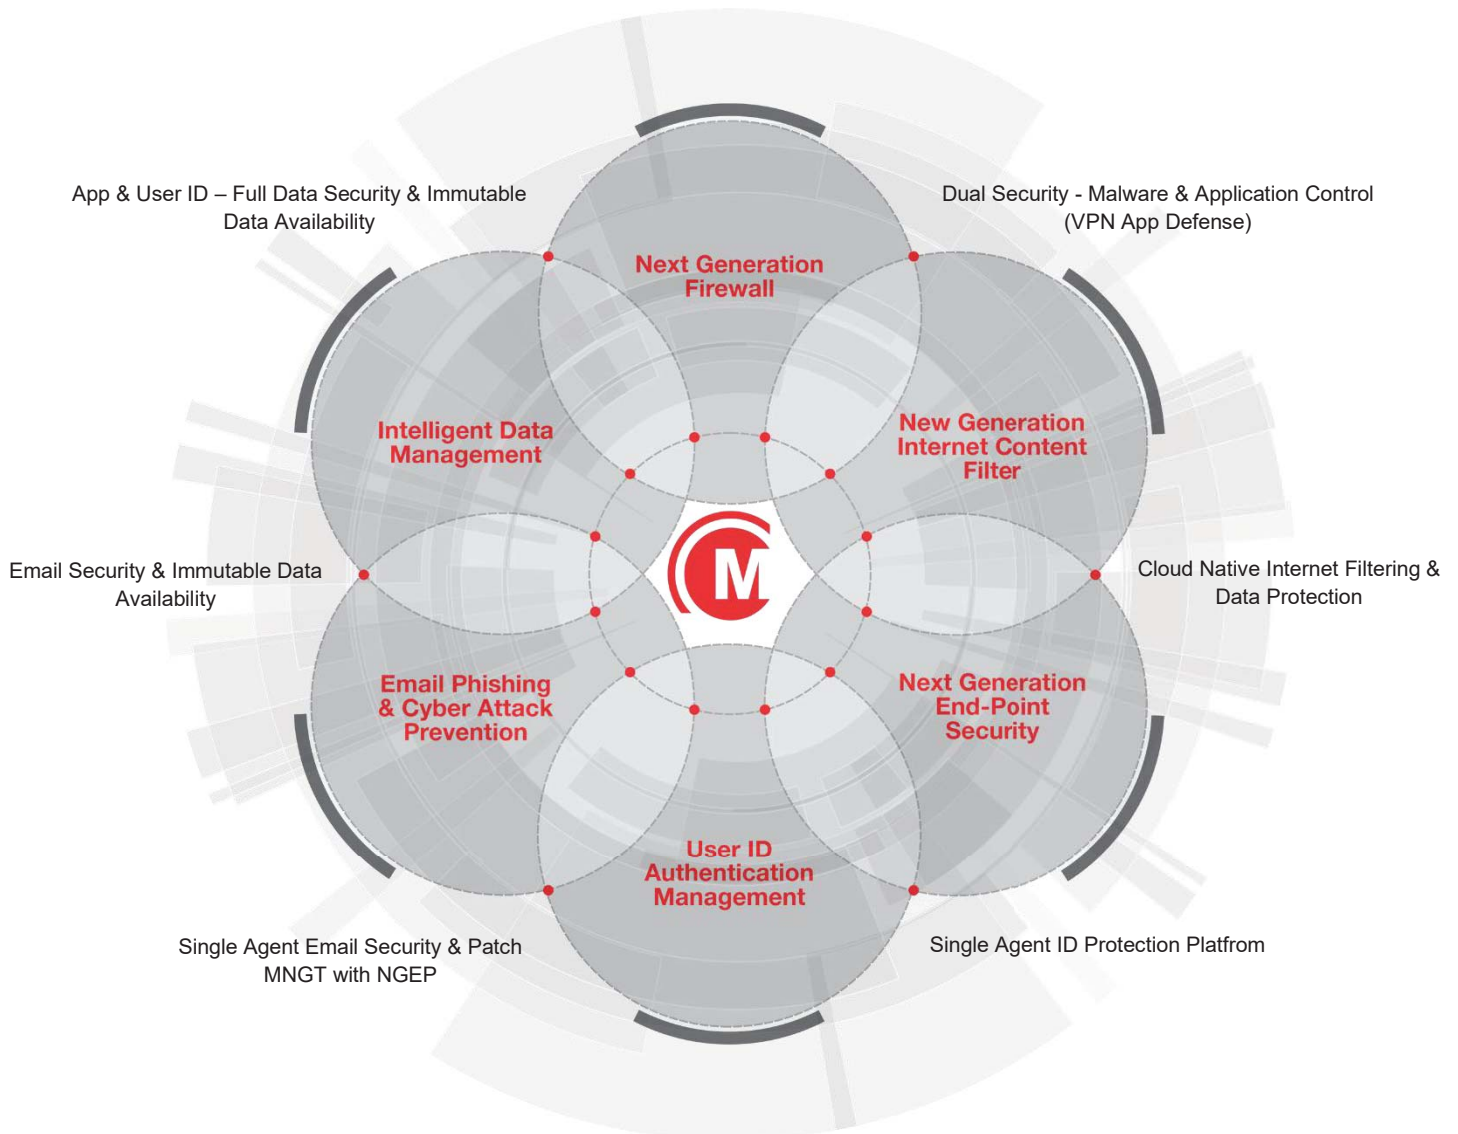 App & User ID – Full Data Security & Immutable
Data Availability
Dual Security - Malware & Application Control
(VPN App Defense)
Next Generation
Firewall
Intelligent Data
Management
New Generation
Internet Content
Filter
M
Email Security & Immutable Data
Availability
Cloud Native Internet Filtering &
Data Protection
Email Phishing
& Cyber Attack
Prevention
Next Generation
End-Point
Security
User ID
Authentication
Management
Single Agent Email Security & Patch
MNGT with NGEP
Single Agent ID Protection Platfrom